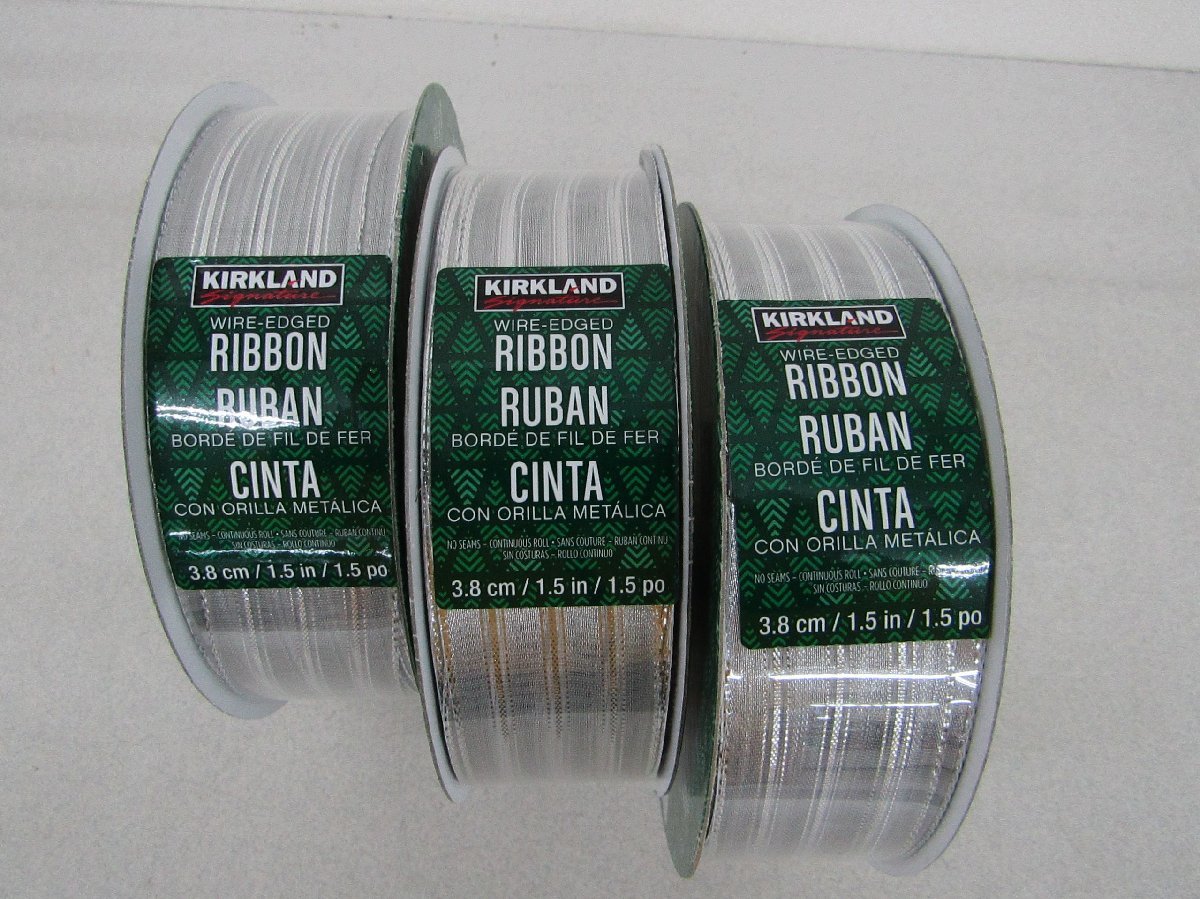 KIRKLAND
Signature
WIRE-EDGED
RIBBON
RUBAN
BORDÉ DE FIL DE FER
CINTA
CON ORILLA METÁLICA
NO SEAMS – CONTINUOUS ROLL • SANS COUTURE – RUBAN CONTINU
SIN COSTURAS – ROLLO CONTINUO
3.8 cm / 1.5 in / 1.5 po
KIRKLAND
Signature
WIRE-EDGED
RIBBON
RUBAN
BORDÉ DE FIL DE FER
CINTA
CON ORILLA METÁLICA
NO SEAMS – CONTINUOUS ROLL • SANS COUTURE – RUBAN CONTINU
SIN COSTURAS – ROLLO CONTINUO
3.8 cm / 1.5 in / 1.5 po
KIRKLAND
Signature
WIRE-EDGED
RIBBON
RUBAN
BORDÉ DE FIL DE FER
CINTA
CON ORILLA METÁLICA
NO SEAMS – CONTINUOUS ROLL • SANS COUTURE –
SIN COSTURAS – ROLLO CONTINUO
3.8 cm / 1.5 in / 1.5 po